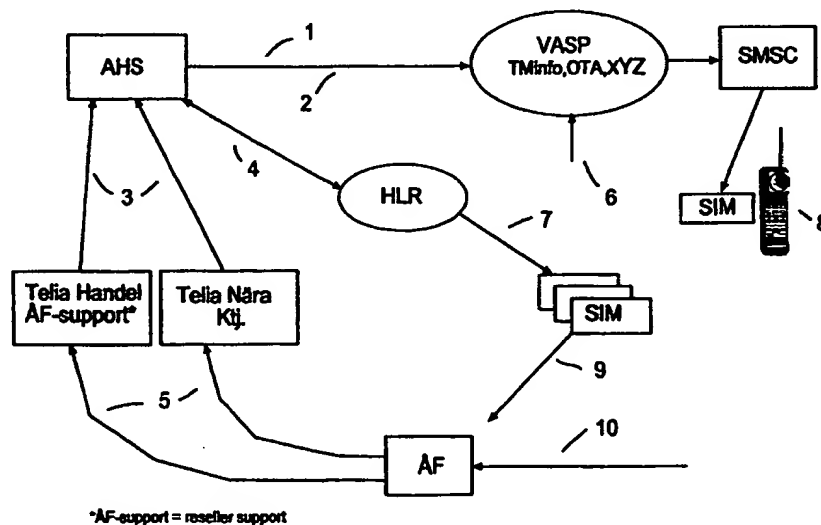 1
AHS
2
VASP
TMinfo,OTA,XYZ
SMSC
3
4
6
HLR
7
SIM
8
Telia Handel
ÅF-support*
Telia Nära
Ktj.
SIM
9
5
10
ÅF
*ÅF-support = reseller support